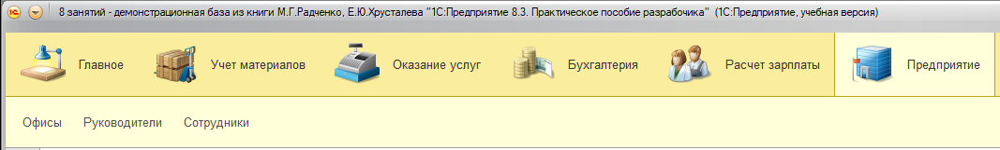 8 занятий - демонстрационная база из книги М.Г.Радченко, Е.Ю.Хрусталева "1С:Предприятие 8.3. Практическое пособие разрабочика" (1С:Предприятие, учебная версия)
Главное Учет материалов Оказание услуг Бухгалтерия Расчет зарплаты Предприятие
Офисы Руководители Сотрудники